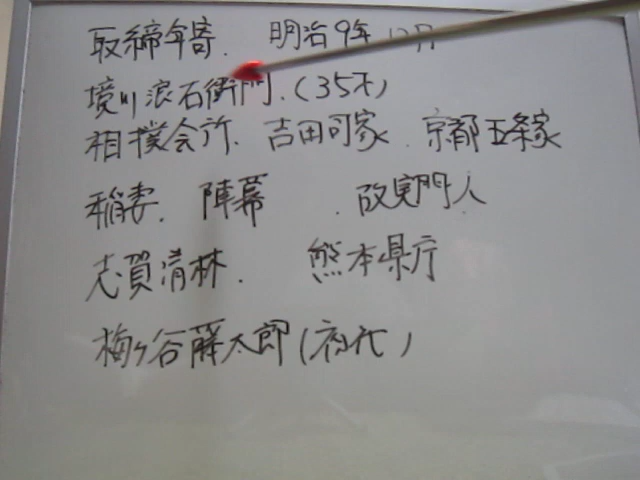 取締年寄. 明治9年12月
境川浪右衛門.(35才)
相撲会所. 吉田司家. 京都五条家
稲妻. 陣幕 . 故実門人
志賀清林. 熊本県庁
梅ヶ谷藤太郎(初代)